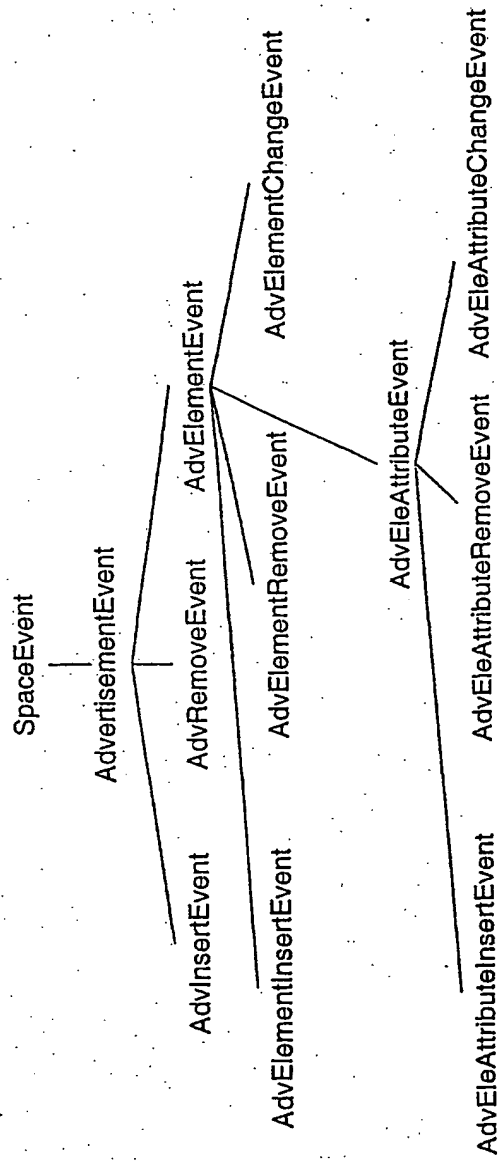 SpaceEvent
AdvertisementEvent
AdvInsertEvent AdvRemoveEvent AdvElementEvent
AdvElementInsertEvent AdvElementRemoveEvent AdvElementChangeEvent
AdvEleAttributeEvent
AdvEleAttributeInsertEvent AdvEleAttributeRemoveEvent AdvEleAttributeChangeEvent